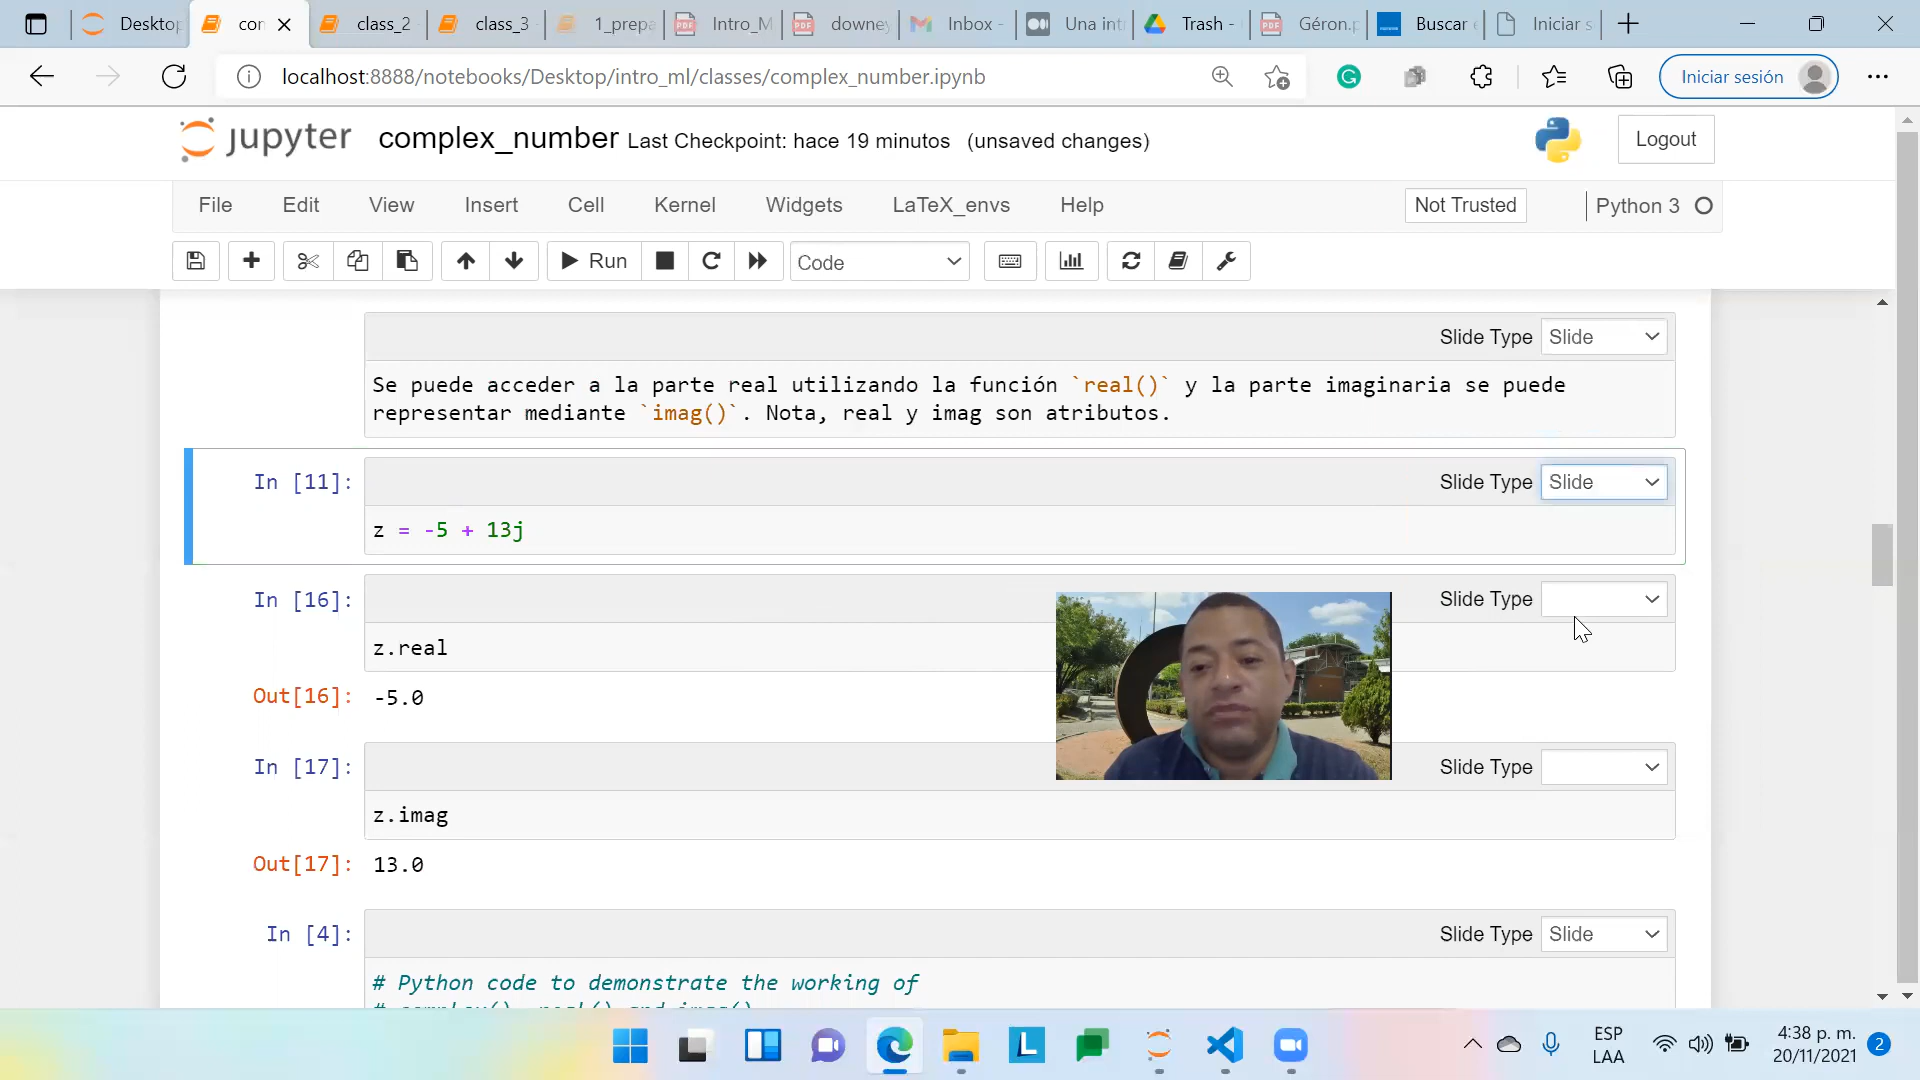 Desktop
con
class_2
class_3
1_prepa
Intro_M
downey
Inbox -
Una int
Trash -
Géron.p
Buscar
Iniciar s
localhost:8888/notebooks/Desktop/intro_ml/classes/complex_number.ipynb
Iniciar sesión
jupyter complex_number Last Checkpoint: hace 19 minutos (unsaved changes)
Logout
File Edit View Insert Cell Kernel Widgets LaTeX_envs Help
Not Trusted
Python 3
Run
Code
Slide Type Slide
Se puede acceder a la parte real utilizando la función `real()` y la parte imaginaria se puede
representar mediante `imag()`. Nota, real y imag son atributos.
In [11]:
Slide Type Slide
z = -5 + 13j
In [16]:
Slide Type
z.real
Out[16]: -5.0
In [17]:
Slide Type
z.imag
Out[17]: 13.0
In [4]:
Slide Type Slide
# Python code to demonstrate the working of
# complex(), real() and imag()
L
ESP
LAA
4:38 p. m.
20/11/2021
2